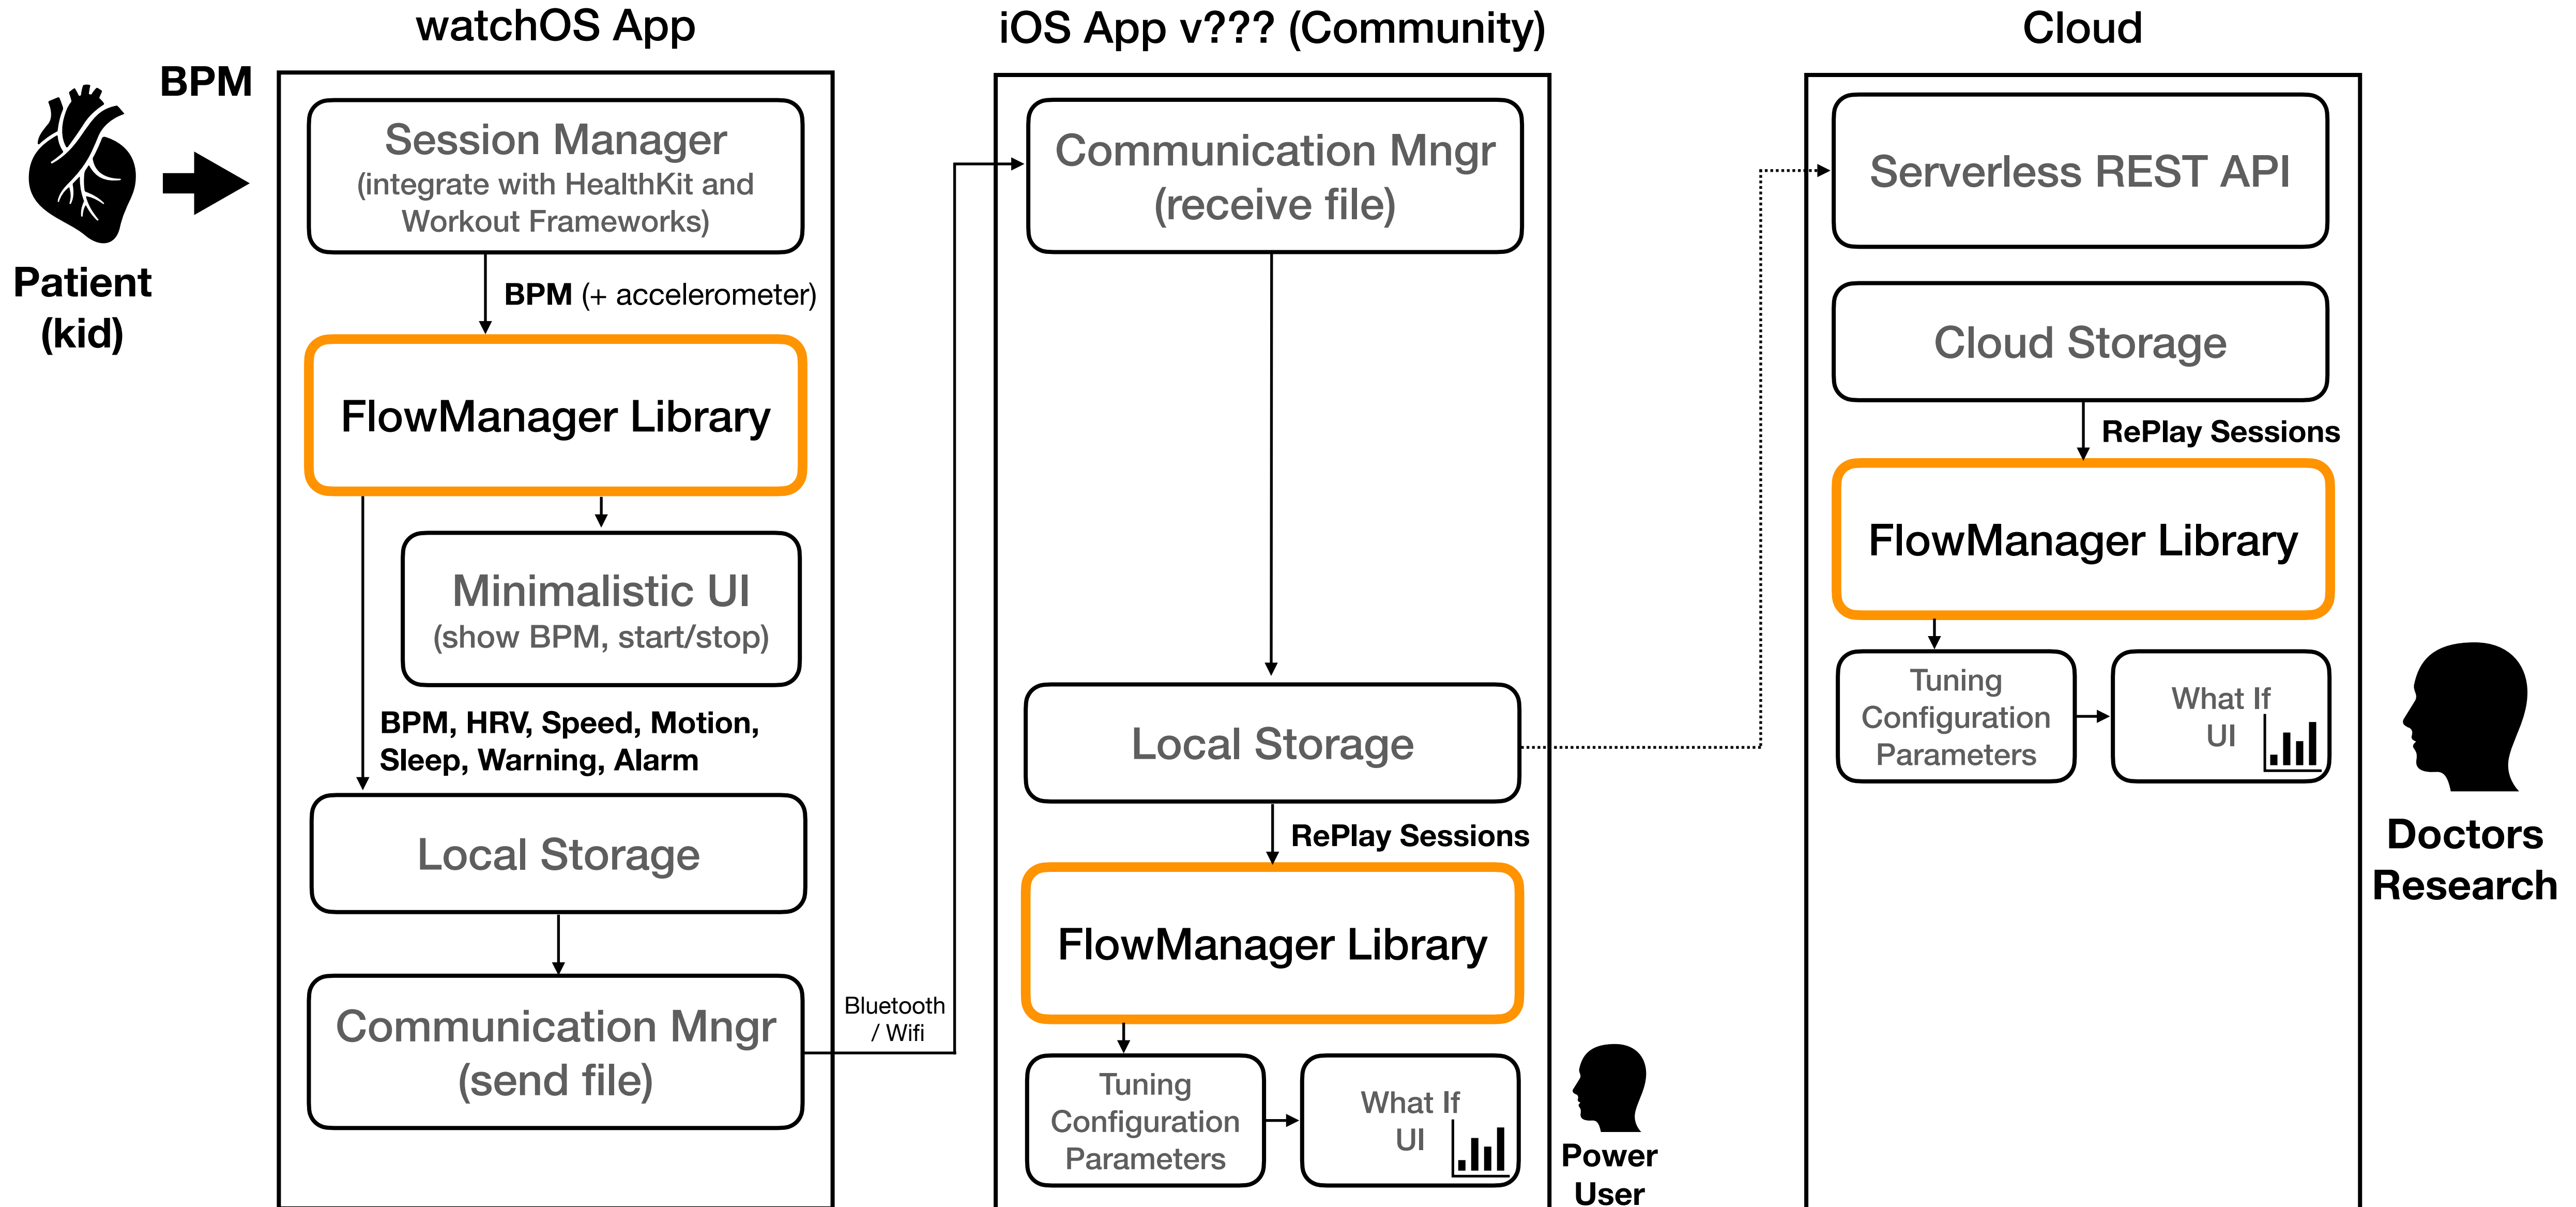 watchOS App
BPM
Patient
(kid)
Session Manager
(integrate with HealthKit and
Workout Frameworks)
BPM (+ accelerometer)
FlowManager Library
Minimalistic UI
(show BPM, start/stop)
BPM, HRV, Speed, Motion,
Sleep, Warning, Alarm
Local Storage
Communication Mngr
(send file)
Bluetooth
/ Wifi
iOS App v??? (Community)
Communication Mngr
(receive file)
Local Storage
RePlay Sessions
FlowManager Library
Tuning
Configuration
Parameters
What If
UI
Power
User
Cloud
Serverless REST API
Cloud Storage
RePlay Sessions
FlowManager Library
Tuning
Configuration
Parameters
What If
UI
Doctors
Research